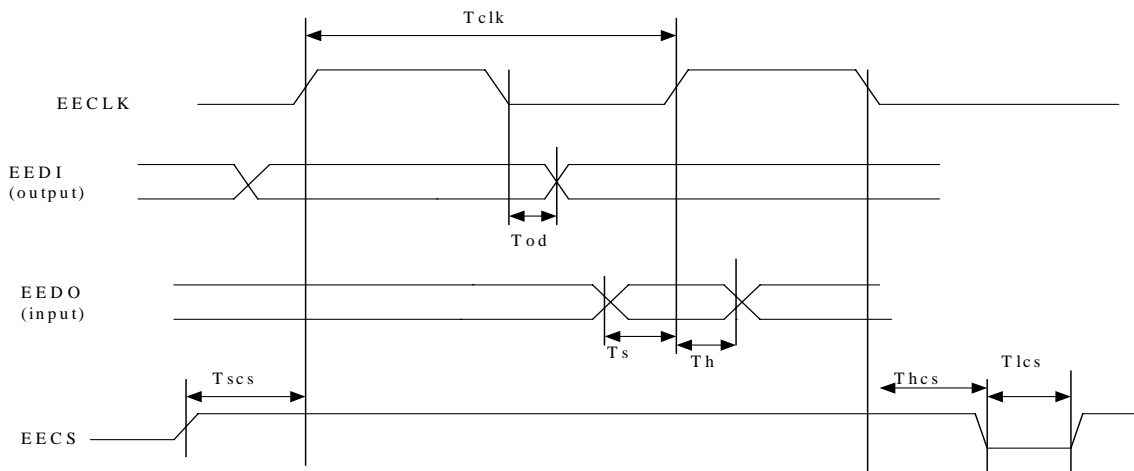 Tclk
EECLK
EEDI
(output)
Tod
EEDO
(input)
Ts
Th
Tscs
Thcs
Tlcs
EECS